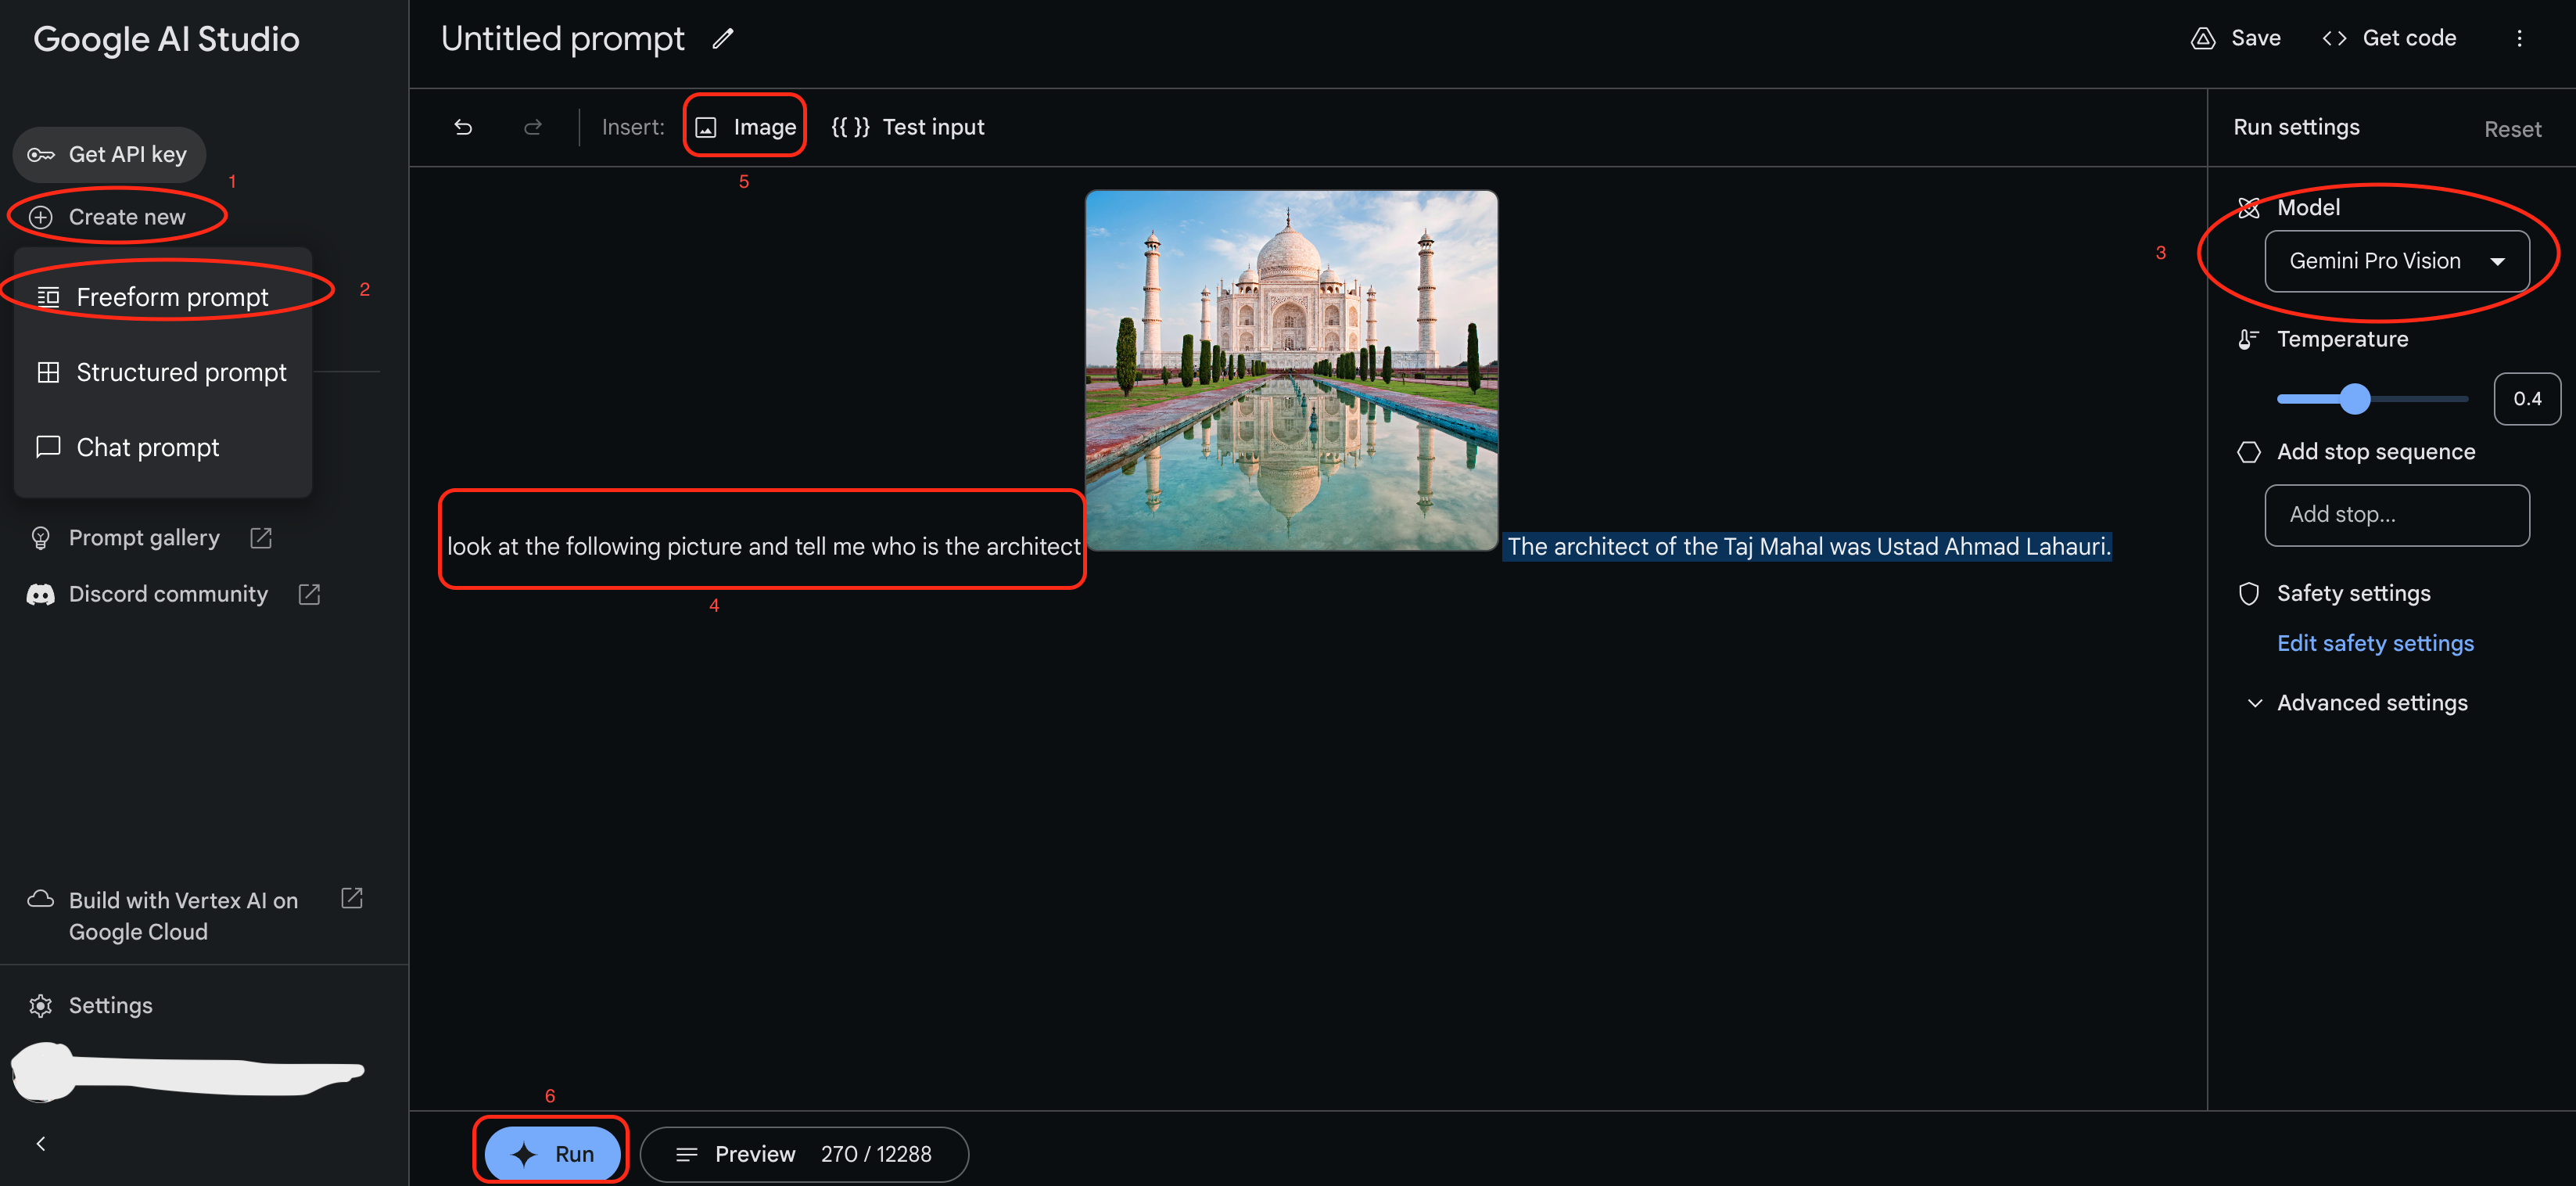 Google AI Studio
Untitled prompt
Save
Get code
Get API key
1
Create new
Freeform prompt
2
Structured prompt
Chat prompt
Prompt gallery
Discord community
Build with Vertex AI on
Google Cloud
Settings
Insert:
Image
{{ }} Test input
5
look at the following picture and tell me who is the architect
The architect of the Taj Mahal was Ustad Ahmad Lahauri.
4
6
Run
Preview 270 / 12288
Run settings
Reset
3
Model
Gemini Pro Vision
Temperature
0.4
Add stop sequence
Add stop...
Safety settings
Edit safety settings
Advanced settings